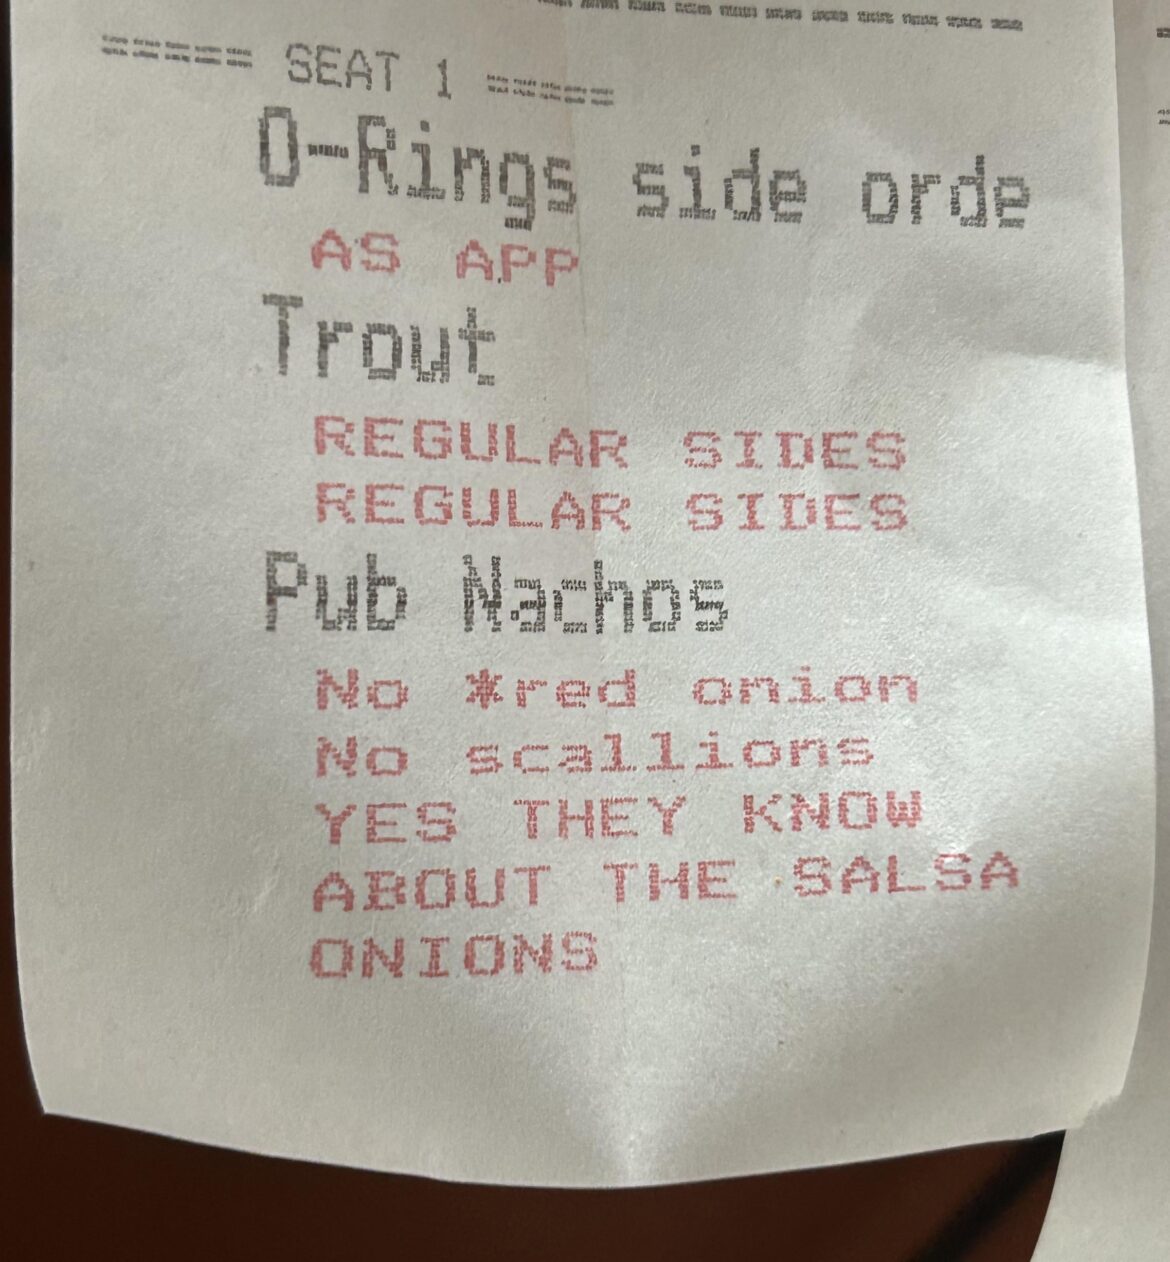 ===== SEAT 1 =====
O-Rings side orde
AS APP
Trout
REGULAR SIDES
REGULAR SIDES
Pub Nachos
No *red onion
No scallions
YES THEY KNOW
ABOUT THE SALSA
ONIONS